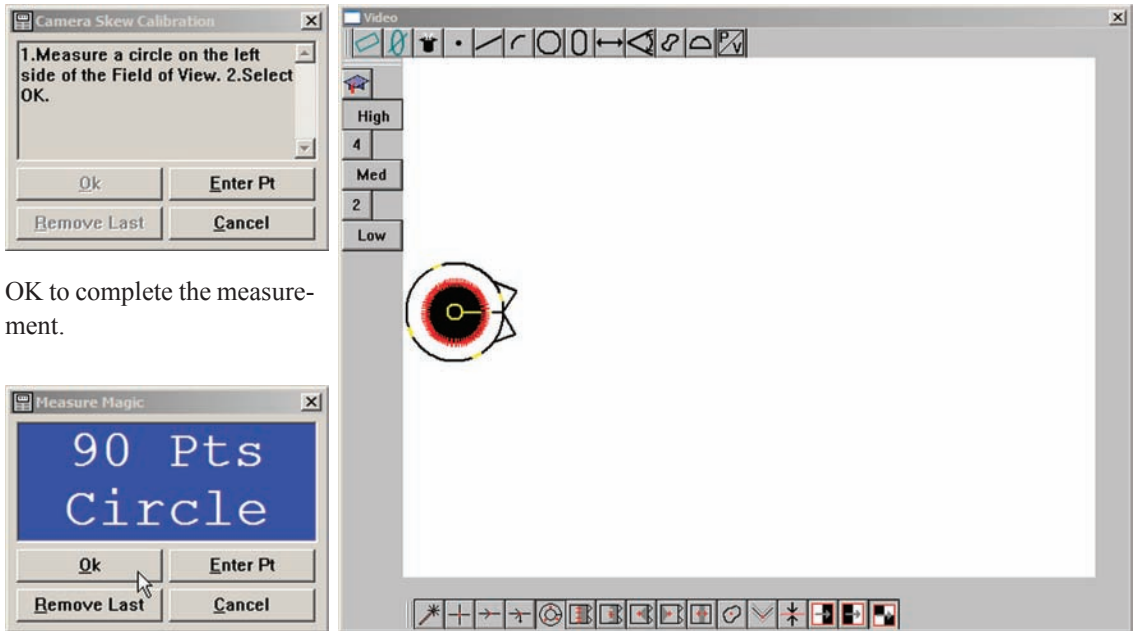 Camera Skew Calibration
1.Measure a circle on the left
side of the Field of View. 2.Select
OK.
Ok
Enter Pt
Remove Last
Cancel
OK to complete the measure-
ment.
Measure Magic
90 Pts
Circle
Ok
Enter Pt
Remove Last
Cancel
Video
P/V
High
4
Med
2
Low